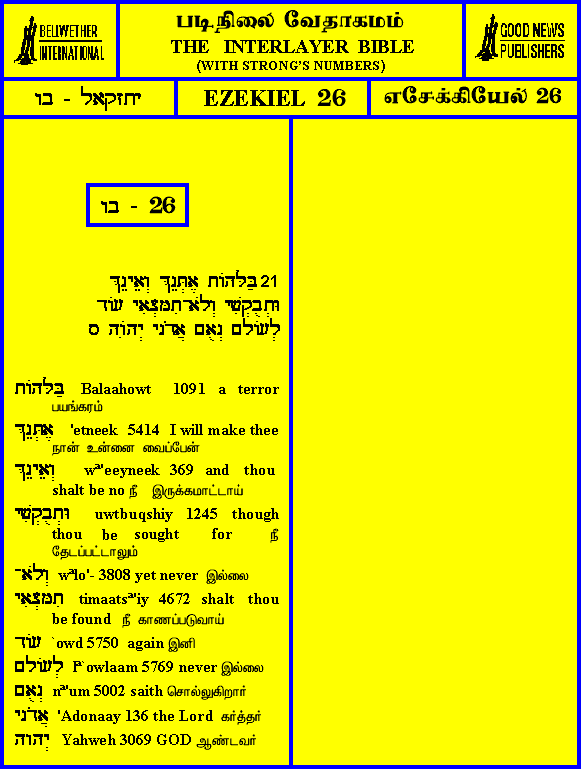 BELLWETHER INTERNATIONAL
படிநிலை வேதாகமம்
THE INTERLAYER BIBLE
(WITH STRONG'S NUMBERS)
GOOD NEWS PUBLISHERS
יחזקאל - כו
EZEKIEL 26
எசேக்கியேல் 26
כו - 26
21 בַּלָּהוֹת אֶתְּנֵךְ וְאֵינֵךְ
וּתְבֻקְשִׁי וְלֹא־תִמָּצְאִי עוֹד
לְעוֹלָם נְאֻם אֲדֹנָי יְהוִֹה ס
בַּלָּהוֹת Balaahowt 1091 a terror
பயங்கரம்
אֶתְּנֵךְ 'etneek 5414 I will make thee
நான் உன்னை வைப்பேன்
וְאֵינֵךְ wª'eeyneek 369 and thou
shalt be no நீ இருக்கமாட்டாய்
וּתְבֻקְשִׁי uwtbuqshiy 1245 though
thou be sought for நீ
தேடப்பட்டாலும்
וְלֹא־ wªlo'- 3808 yet never இல்லை
תִמָּצְאִי timaatsª'iy 4672 shalt thou
be found நீ காணப்படுவாய்
עוֹד `owd 5750 again இனி
לְעוֹלָם lª`owlaam 5769 never இல்லை
נְאֻם nª'um 5002 saith சொல்லுகிறார்
אֲדֹנָי 'Adonaay 136 the Lord கர்த்தர்
יְהוִה Yahweh 3069 GOD ஆண்டவர்